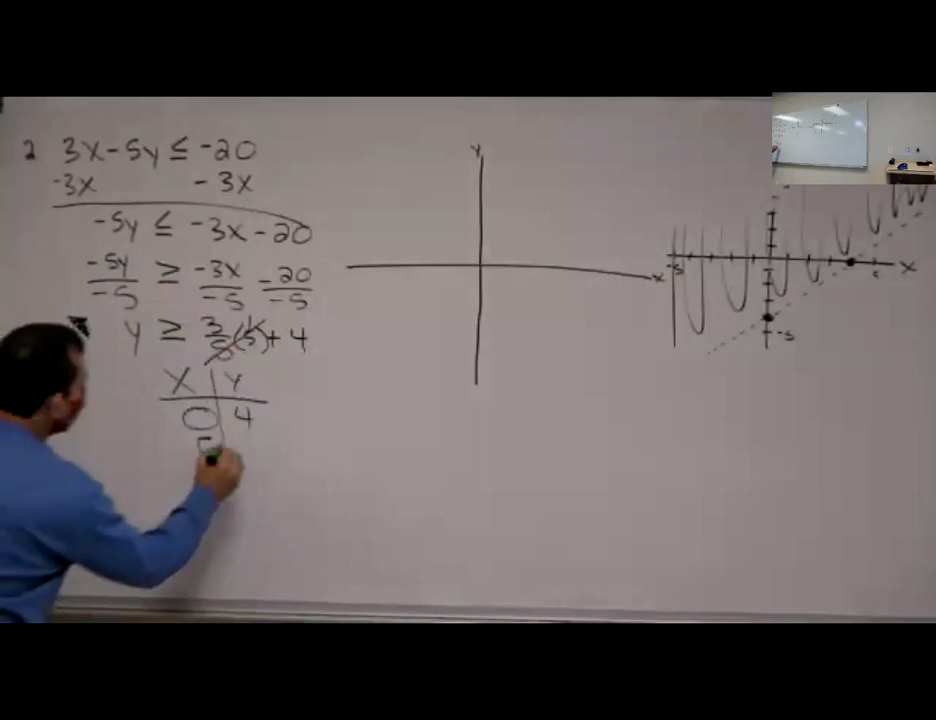 2 3x-5y ≤ -20
-3x - 3x
-5y ≤ -3x-20
-5y/-5 ≥ -3x/-5 -20/-5
y ≥ 3/5(5)+4
X | Y
0 | 4
5
y
x
-5
x
-5